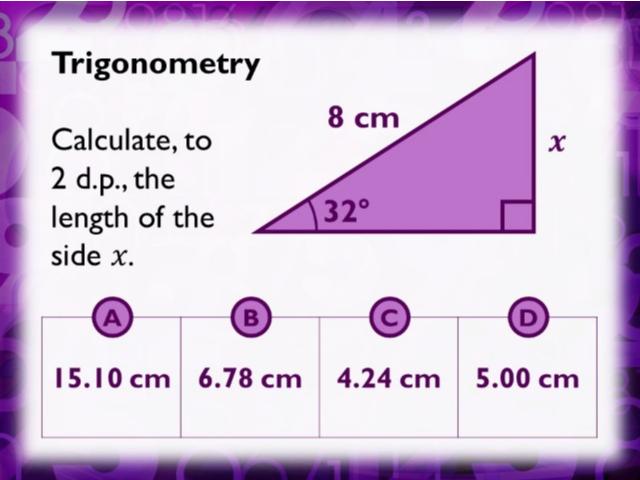 Trigonometry
Calculate, to
2 d.p., the
length of the
side x.
8 cm
x
32°
A
B
C
D
15.10 cm
6.78 cm
4.24 cm
5.00 cm